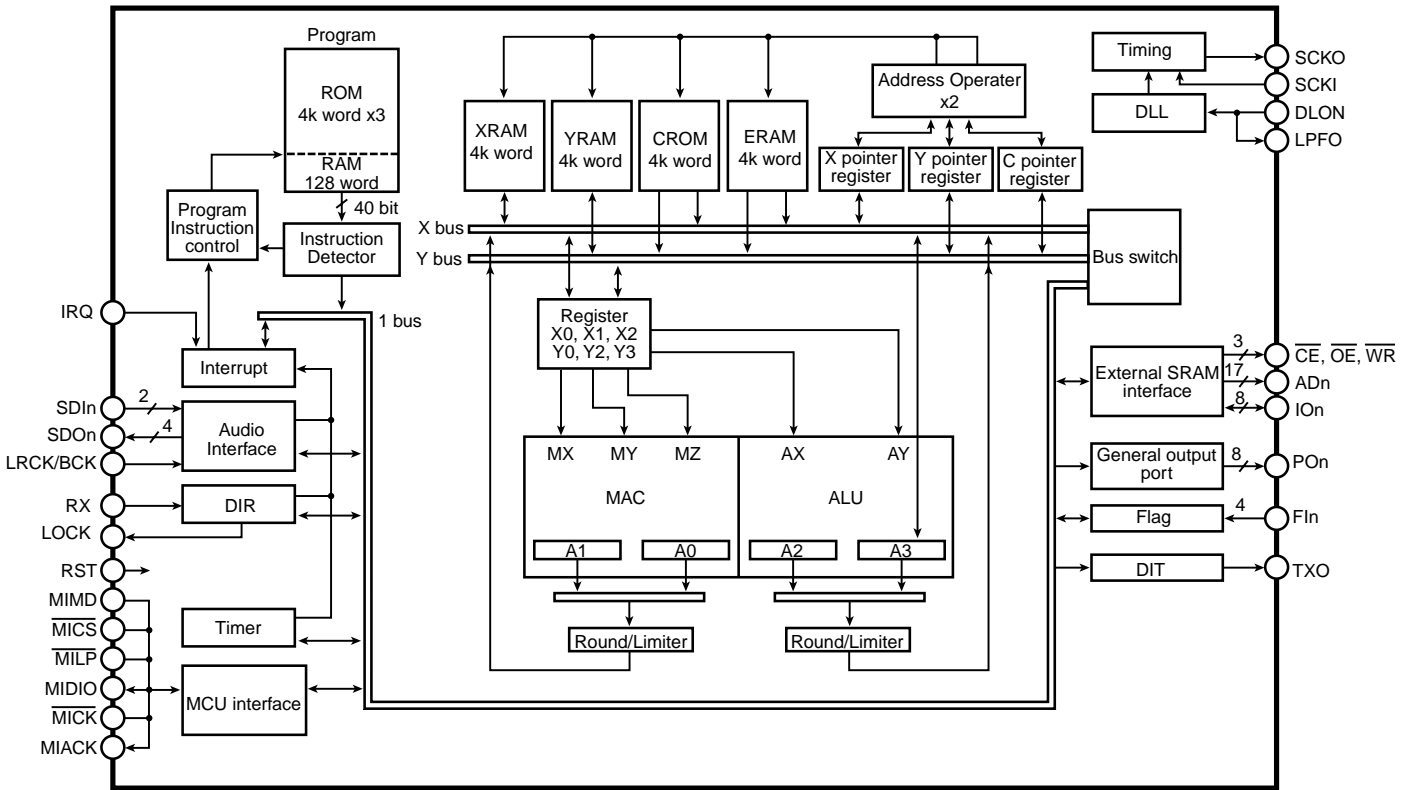 Program
ROM
4k word x3
RAM
128 word
40 bit
Program
Instruction
control
Instruction
Detector
XRAM
4k word
YRAM
4k word
CROM
4k word
ERAM
4k word
Address Operater
x2
X pointer
register
Y pointer
register
C pointer
register
Timing
DLL
SCKO
SCKI
DLON
LPFO
X bus
Y bus
Bus switch
1 bus
IRQ
Interrupt
SDIn
2
SDOn
4
LRCK/BCK
Audio
Interface
RX
LOCK
DIR
RST
MIMD
MICS
MILP
MIDIO
MICK
MIACK
Timer
MCU interface
Register
X0, X1, X2
Y0, Y2, Y3
MX
MY
MZ
AX
AY
MAC
ALU
A1
A0
A2
A3
Round/Limiter
Round/Limiter
External SRAM
interface
3
CE, OE, WR
17
ADn
8
IOn
General output
port
8
POn
Flag
4
FIn
DIT
TXO